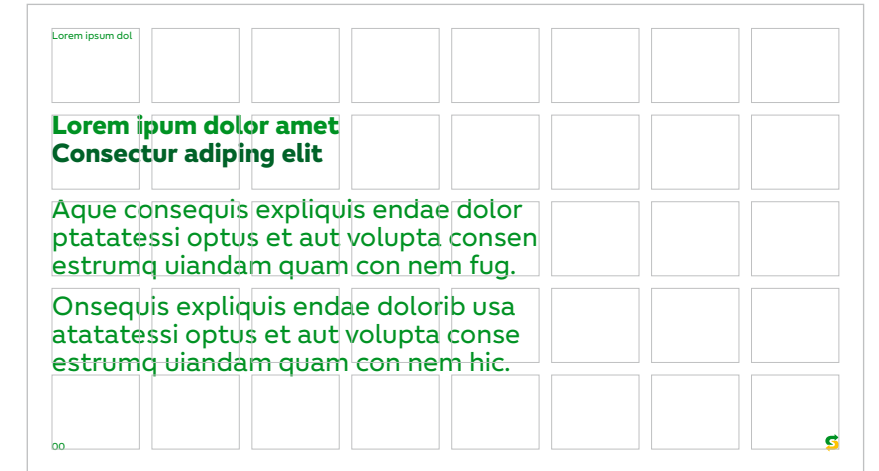 Lorem ipsum dol
Lorem ipum dolor amet
Consectur adiping elit
Aque consequis expliquis endae dolor
ptatatessi optus et aut volupta consen
estrumq uiandam quam con nem fug.
Onsequis expliquis endae dolorib usa
atatatessi optus et aut volupta conse
estrumq uiandam quam con nem hic.
00